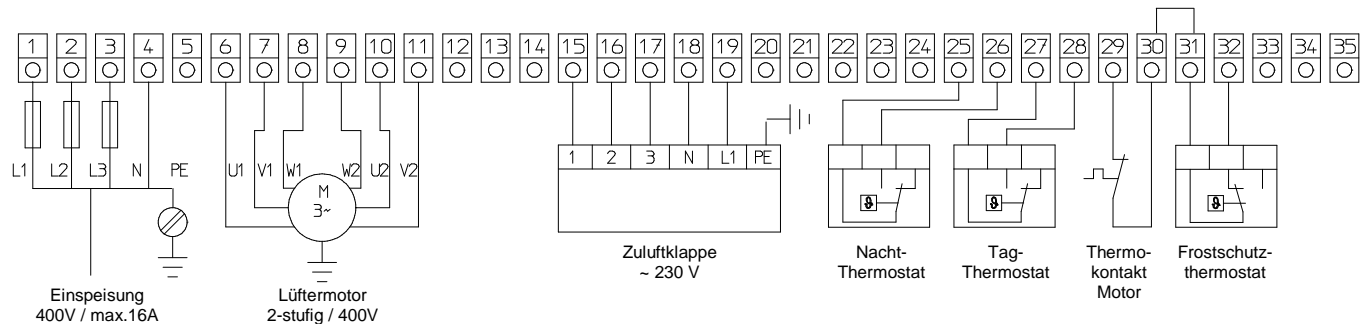 1 2 3 4 5 6 7 8 9 10 11 12 13 14 15 16 17 18 19 20 21 22 23 24 25 26 27 28 29 30 31 32 33 34 35
L1 L2 L3 N PE U1 V1 W1 W2 U2 V2
M
3~
1 2 3 N L1 PE
ϑ ϑ ϑ
Einspeisung
400V / max.16A
Lüftermotor
2-stufig / 400V
Zuluftklappe
~ 230 V
Nacht-
Thermostat
Tag-
Thermostat
Thermo-
kontakt
Motor
Frostschutz-
thermostat